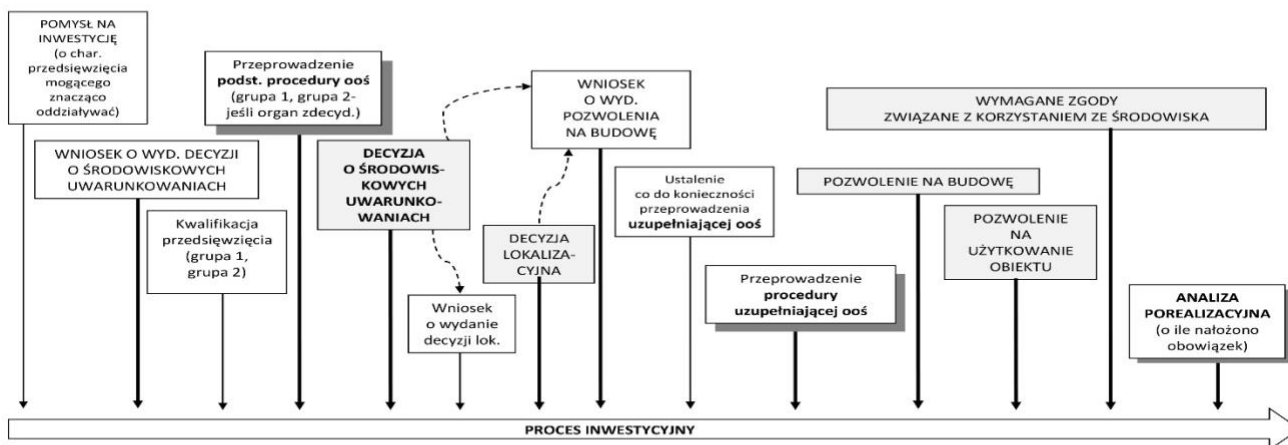 POMYSŁ NA
INWESTYCJĘ
(o char.
przedsięwzięcia
mogącego
znacząco
oddziaływać)
WNIOSEK O WYD. DECYZJI
O ŚRODOWISKOWYCH
UWARUNKOWANIACH
Kwalifikacja
przedsięwzięcia
(grupa 1,
grupa 2)
Przeprowadzenie
podst. procedury ooś
(grupa 1, grupa 2-
jeśli organ zdecyd.)
DECYZJA
O ŚRODOWIS-
KOWYCH
UWARUNKO-
WANIACH
Wniosek
o wydanie
decyzji lok.
DECYZJA
LOKALIZA-
CYJNA
WNIOSEK
O WYD.
POZWOLENIA
NA BUDOWĘ
Ustalenie
co do konieczności
przeprowadzenia
uzupełniającej ooś
Przeprowadzenie
procedury
uzupełniającej ooś
POZWOLENIE NA BUDOWĘ
POZWOLENIE
NA
UŻYTKOWANIE
OBIEKTU
WYMAGANE ZGODY
ZWIĄZANE Z KORZYSTANIEM ZE ŚRODOWISKA
ANALIZA
POREALIZACYJNA
(o ile nałożono
obowiązek)
PROCES INWESTYCYJNY